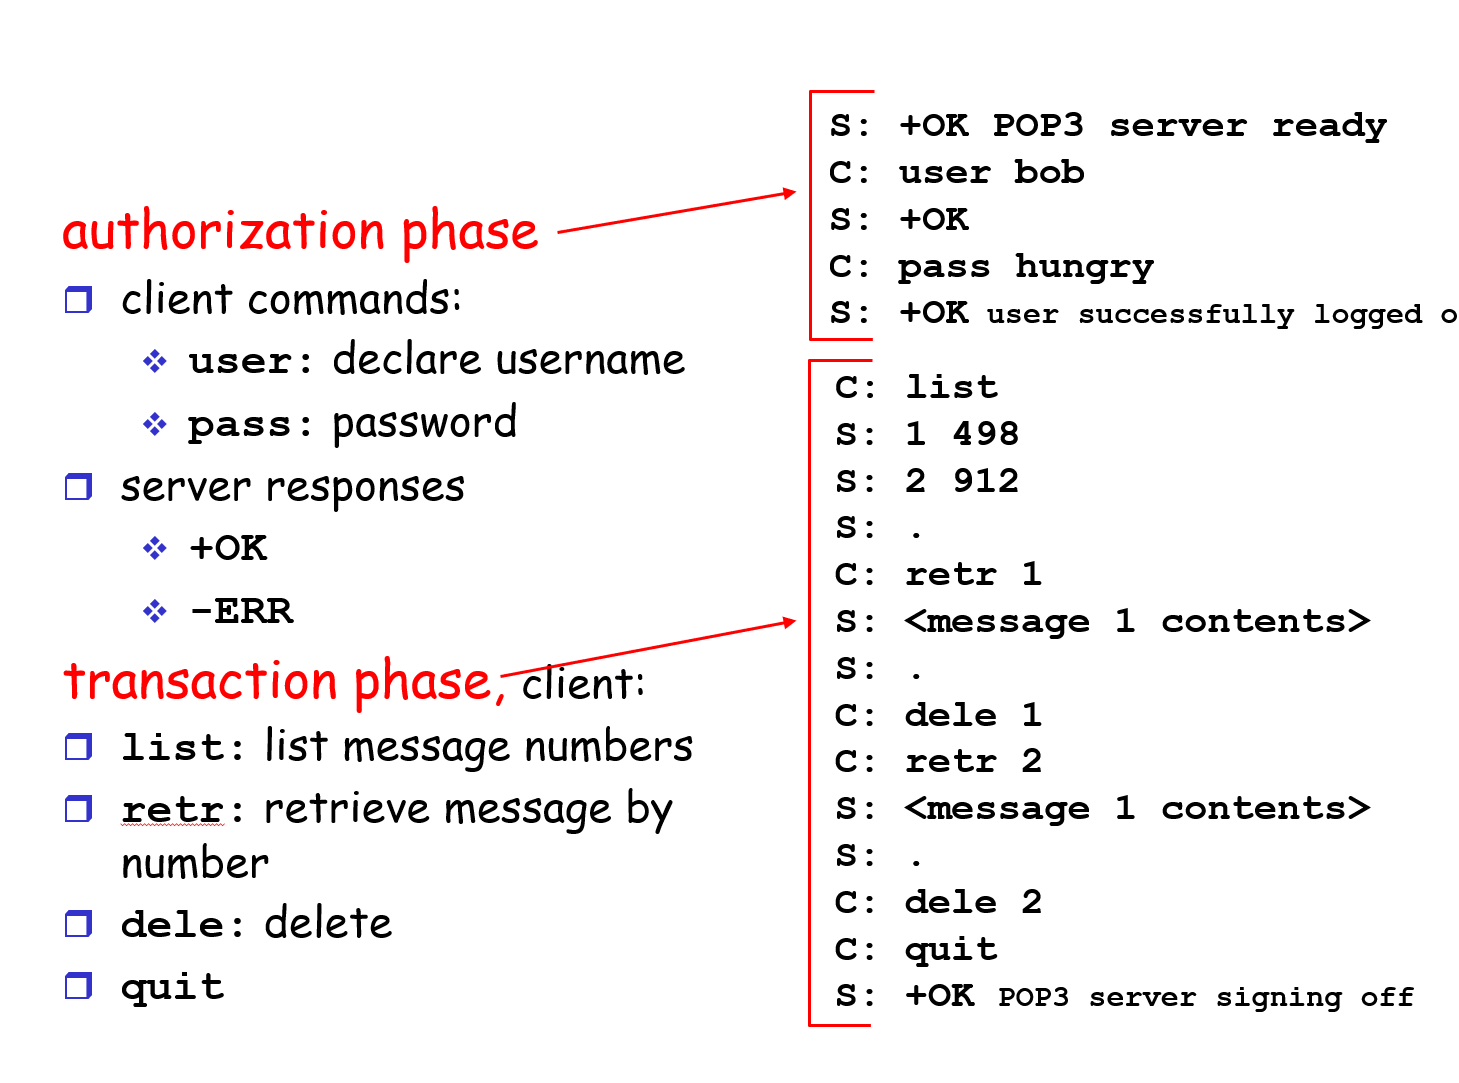 authorization phase
client commands:
user: declare username
pass: password
server responses
+OK
-ERR
transaction phase, client:
list: list message numbers
retr: retrieve message by
number
dele: delete
quit
S: +OK POP3 server ready
C: user bob
S: +OK
C: pass hungry
S: +OK user successfully logged o
C: list
S: 1 498
S: 2 912
S: .
C: retr 1
S: <message 1 contents>
S: .
C: dele 1
C: retr 2
S: <message 1 contents>
S: .
C: dele 2
C: quit
S: +OK POP3 server signing off